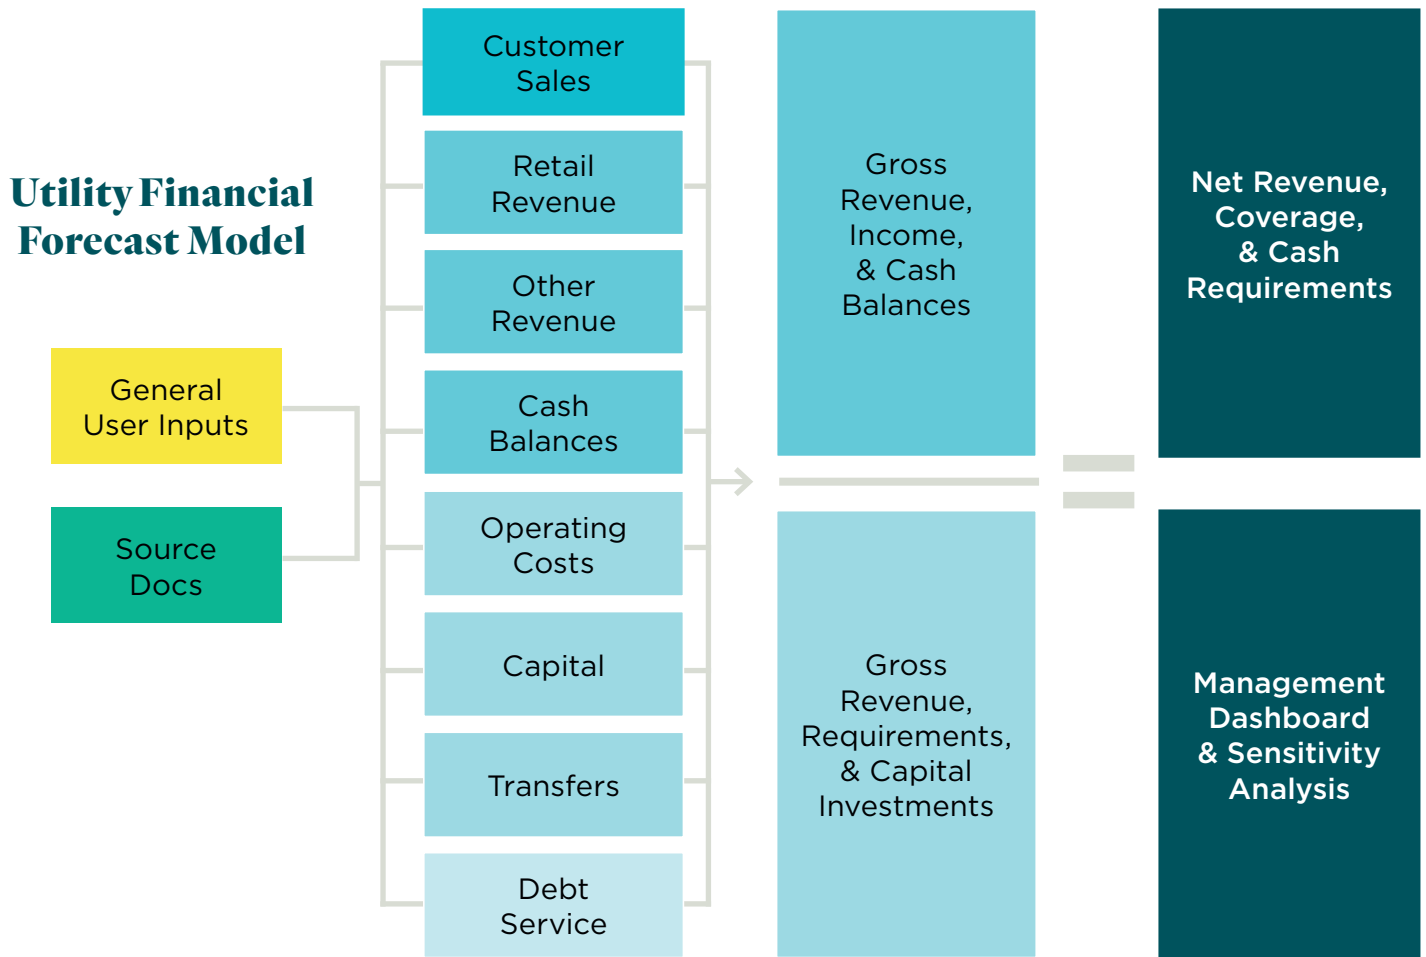 Utility Financial
Forecast Model
General
User Inputs
Source
Docs
Customer
Sales
Retail
Revenue
Other
Revenue
Cash
Balances
Operating
Costs
Capital
Transfers
Debt
Service
Gross
Revenue,
Income,
& Cash
Balances
Gross
Revenue,
Requirements,
& Capital
Investments
Net Revenue,
Coverage,
& Cash
Requirements
Management
Dashboard
& Sensitivity
Analysis